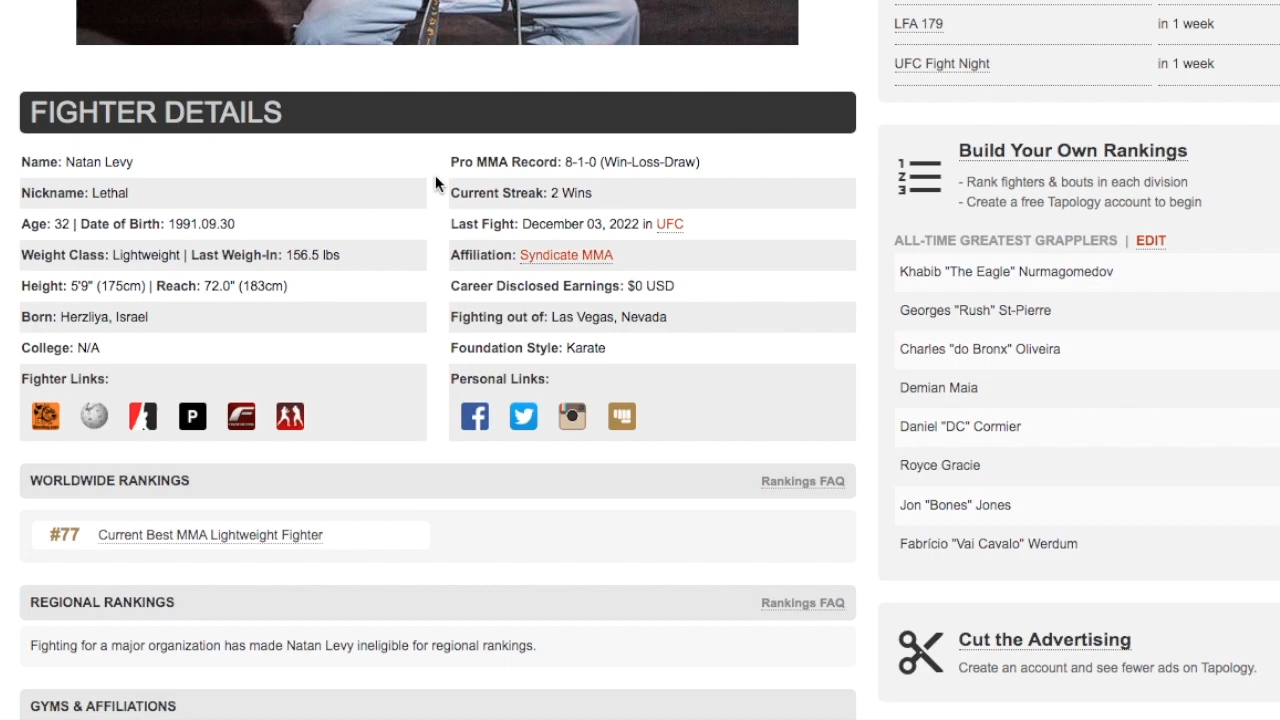 FIGHTER DETAILS
Name: Natan Levy
Nickname: Lethal
Age: 32 | Date of Birth: 1991.09.30
Weight Class: Lightweight | Last Weigh-In: 156.5 lbs
Height: 5'9" (175cm) | Reach: 72.0" (183cm)
Born: Herzliya, Israel
College: N/A
Fighter Links:
P
Pro MMA Record: 8-1-0 (Win-Loss-Draw)
Current Streak: 2 Wins
Last Fight: December 03, 2022 in UFC
Affiliation: Syndicate MMA
Career Disclosed Earnings: $0 USD
Fighting out of: Las Vegas, Nevada
Foundation Style: Karate
Personal Links:
WORLDWIDE RANKINGS Rankings FAQ
#77 Current Best MMA Lightweight Fighter
REGIONAL RANKINGS Rankings FAQ
Fighting for a major organization has made Natan Levy ineligible for regional rankings.
GYMS & AFFILIATIONS
LFA 179 in 1 week
UFC Fight Night in 1 week
1
2
3
Build Your Own Rankings
- Rank fighters & bouts in each division
- Create a free Tapology account to begin
ALL-TIME GREATEST GRAPPLERS | EDIT
Khabib "The Eagle" Nurmagomedov
Georges "Rush" St-Pierre
Charles "do Bronx" Oliveira
Demian Maia
Daniel "DC" Cormier
Royce Gracie
Jon "Bones" Jones
Fabrício "Vai Cavalo" Werdum
Cut the Advertising
Create an account and see fewer ads on Tapology.